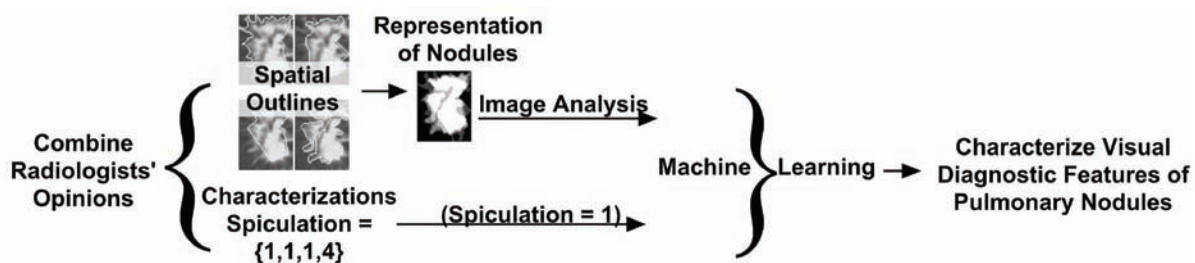 Combine
Radiologists'
Opinions
Spatial
Outlines
Representation
of Nodules
Image Analysis
Characterizations
Spiculation =
{1,1,1,4}
(Spiculation = 1)
Machine Learning
Characterize Visual
Diagnostic Features of
Pulmonary Nodules